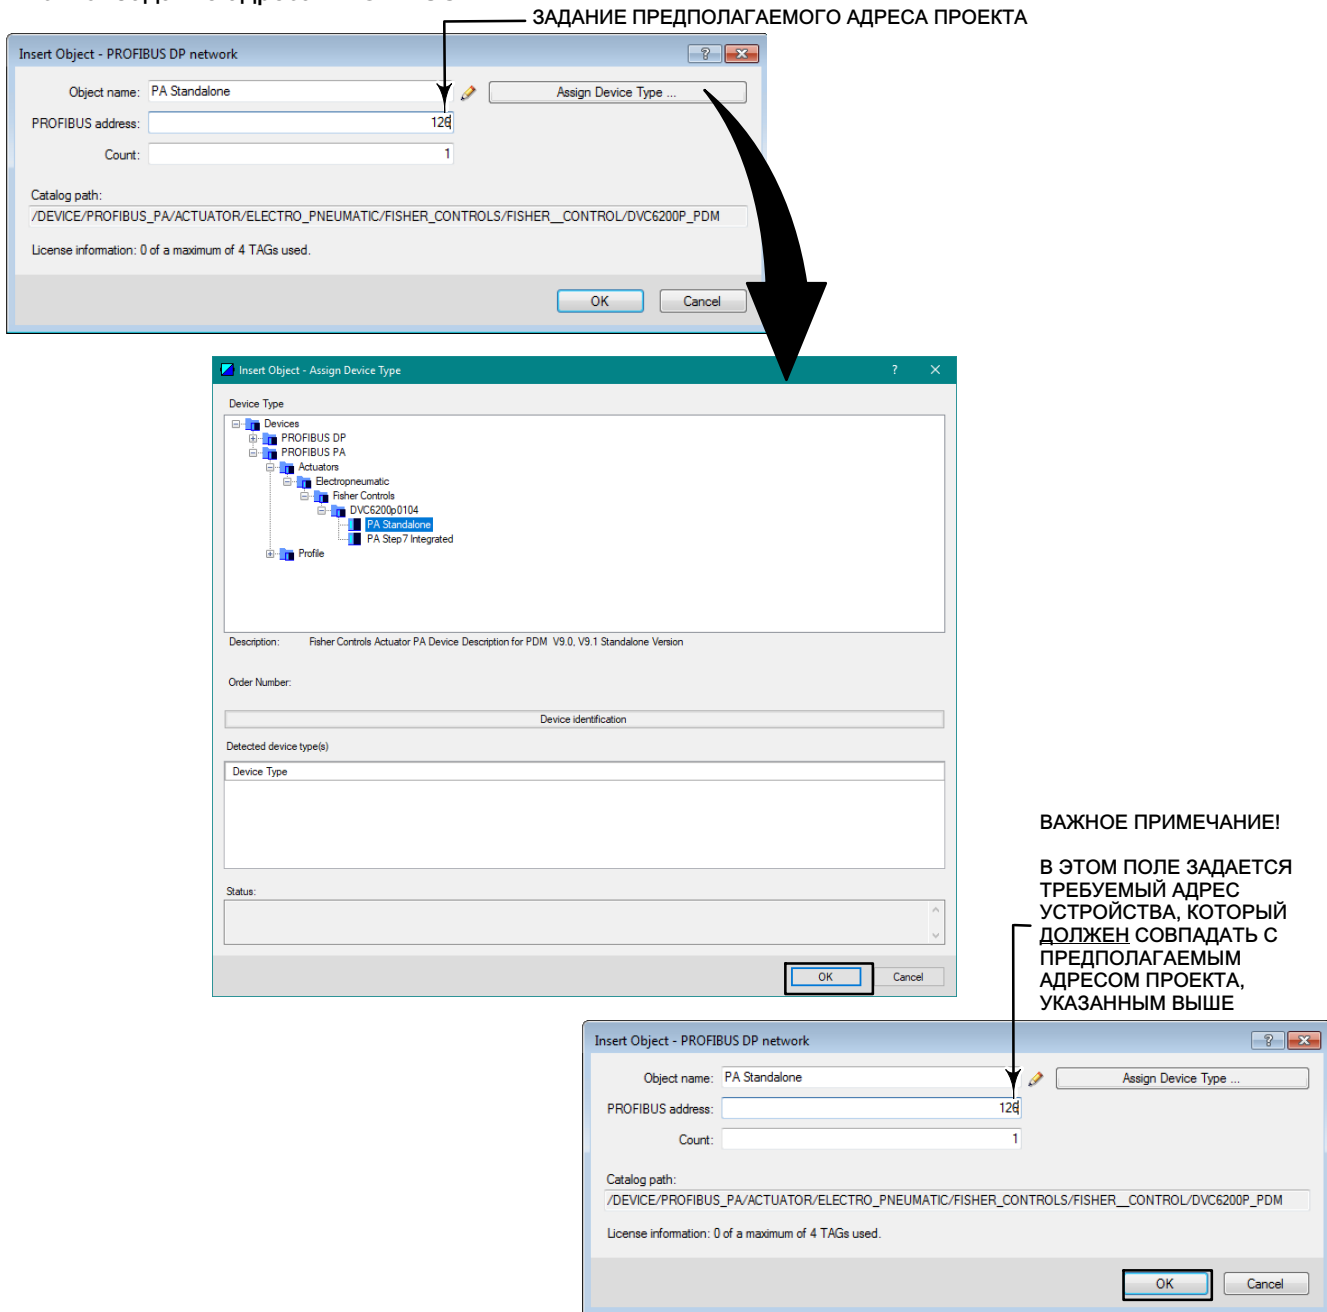 ЗАДАНИЕ ПРЕДПОЛАГАЕМОГО АДРЕСА ПРОЕКТА
Insert Object - PROFIBUS DP network
Object name: PA Standalone
Assign Device Type ...
PROFIBUS address: 126
Count: 1
Catalog path:
/DEVICE/PROFIBUS_PA/ACTUATOR/ELECTRO_PNEUMATIC/FISHER_CONTROLS/FISHER__CONTROL/DVC6200P_PDM
License information: 0 of a maximum of 4 TAGs used.
OK Cancel
Insert Object - Assign Device Type
Device Type
Devices
PROFIBUS DP
PROFIBUS PA
Actuators
Electropneumatic
Fisher Controls
DVC6200p0104
PA Standalone
PA Step7 Integrated
Profile
Description: Fisher Controls Actuator PA Device Description for PDM V9.0, V9.1 Standalone Version
Order Number:
Device identification
Detected device type(s)
Device Type
Status:
OK Cancel
ВАЖНОЕ ПРИМЕЧАНИЕ!
В ЭТОМ ПОЛЕ ЗАДАЕТСЯ
ТРЕБУЕМЫЙ АДРЕС
УСТРОЙСТВА, КОТОРЫЙ
ДОЛЖЕН СОВПАДАТЬ С
ПРЕДПОЛАГАЕМЫМ
АДРЕСОМ ПРОЕКТА,
УКАЗАННЫМ ВЫШЕ
Insert Object - PROFIBUS DP network
Object name: PA Standalone
Assign Device Type ...
PROFIBUS address: 126
Count: 1
Catalog path:
/DEVICE/PROFIBUS_PA/ACTUATOR/ELECTRO_PNEUMATIC/FISHER_CONTROLS/FISHER__CONTROL/DVC6200P_PDM
License information: 0 of a maximum of 4 TAGs used.
OK Cancel